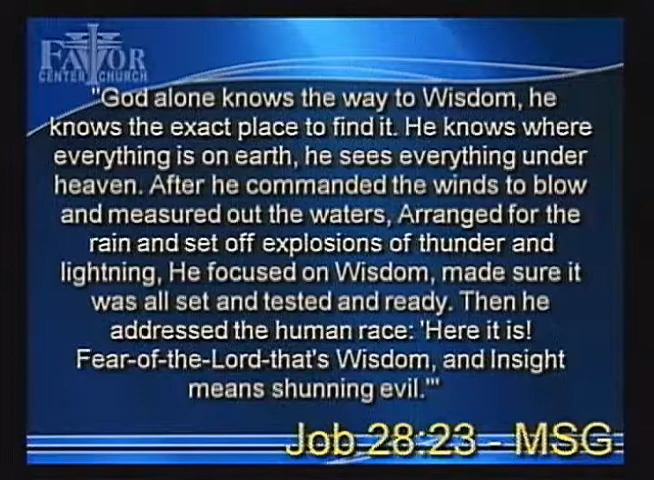 FAVOR
CENTER CHURCH
"God alone knows the way to Wisdom, he
knows the exact place to find it. He knows where
everything is on earth, he sees everything under
heaven. After he commanded the winds to blow
and measured out the waters, Arranged for the
rain and set off explosions of thunder and
lightning, He focused on Wisdom, made sure it
was all set and tested and ready. Then he
addressed the human race: 'Here it is!
Fear-of-the-Lord-that's Wisdom, and Insight
means shunning evil.'"
Job 28:23 - MSG